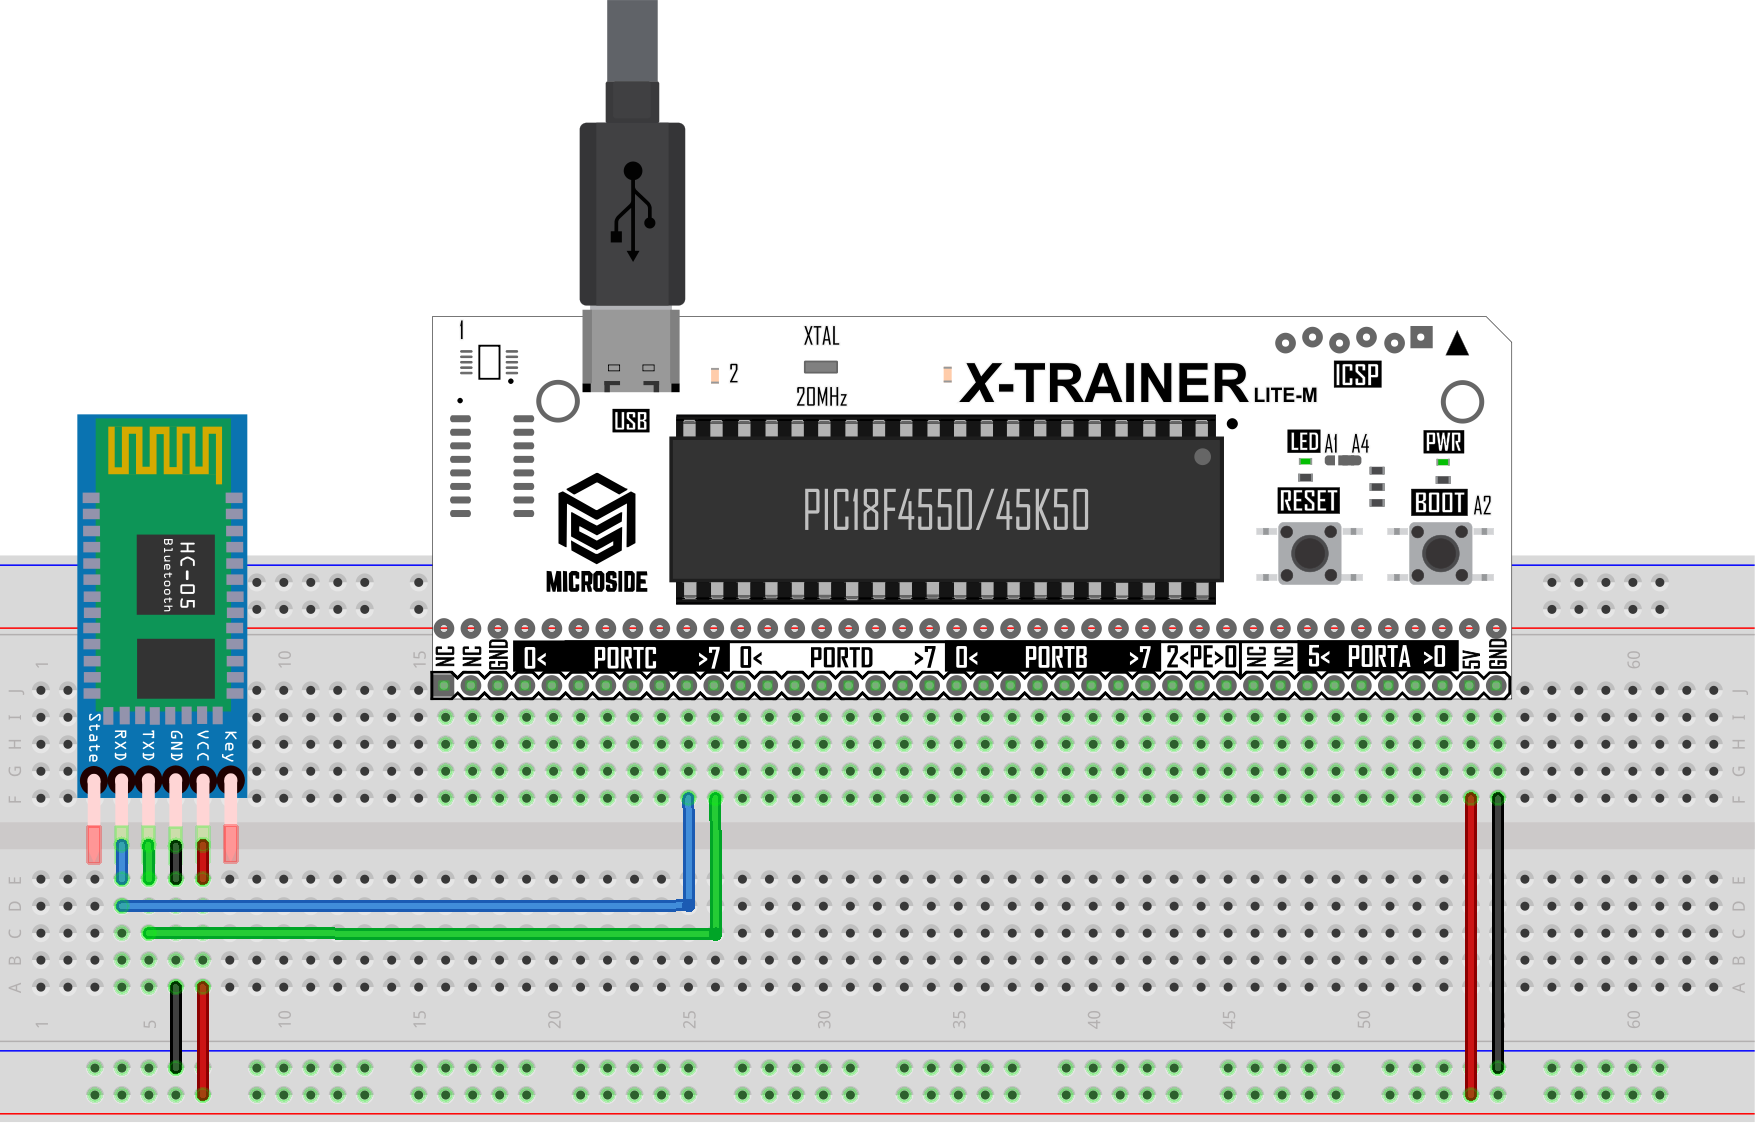 1
XTAL
2
20MHz
X-TRAINER LITE-M
ICSP
USB
LED A1 A4
PWR
RESET
BOOT A2
PIC18F4550/45K50
MICROSIDE
HC-05
Bluetooth
NC NC GND 0< PORTC >7 0< PORTD >7 0< PORTB >7 2<PE>0 NC NC 5< PORTA >0 5V GND
State RXD TXD GND VCC Key
1 10 15 60
J J
I I
H H
G G
F F
E E
D D
C C
B B
A A
1 5 10 15 20 25 30 35 40 45 50 60